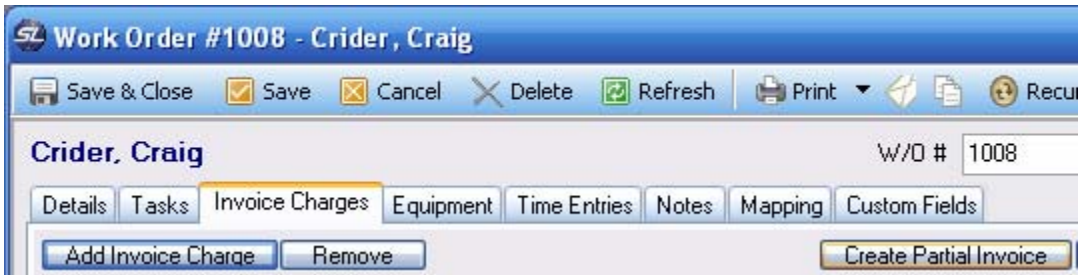 SL Work Order #1008 - Crider, Craig
Save & Close Save Cancel Delete Refresh Print
Crider, Craig W/O # 1008
Details Tasks Invoice Charges Equipment Time Entries Notes Mapping Custom Fields
Add Invoice Charge Remove Create Partial Invoice